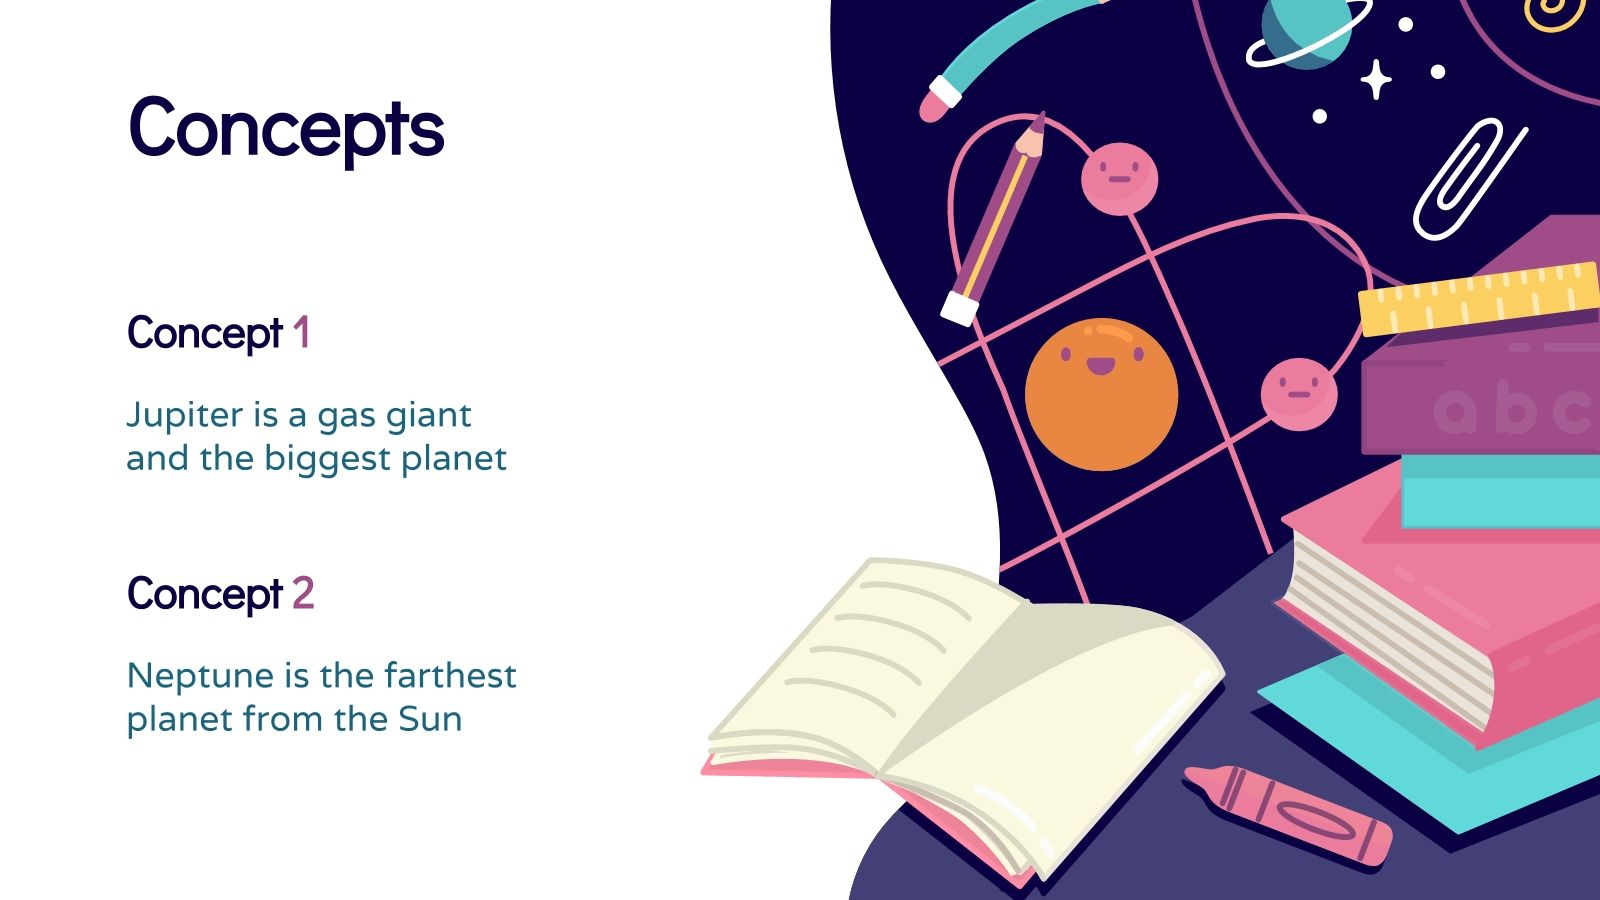 Concepts
Concept 1
Jupiter is a gas giant
and the biggest planet
Concept 2
Neptune is the farthest
planet from the Sun
abc